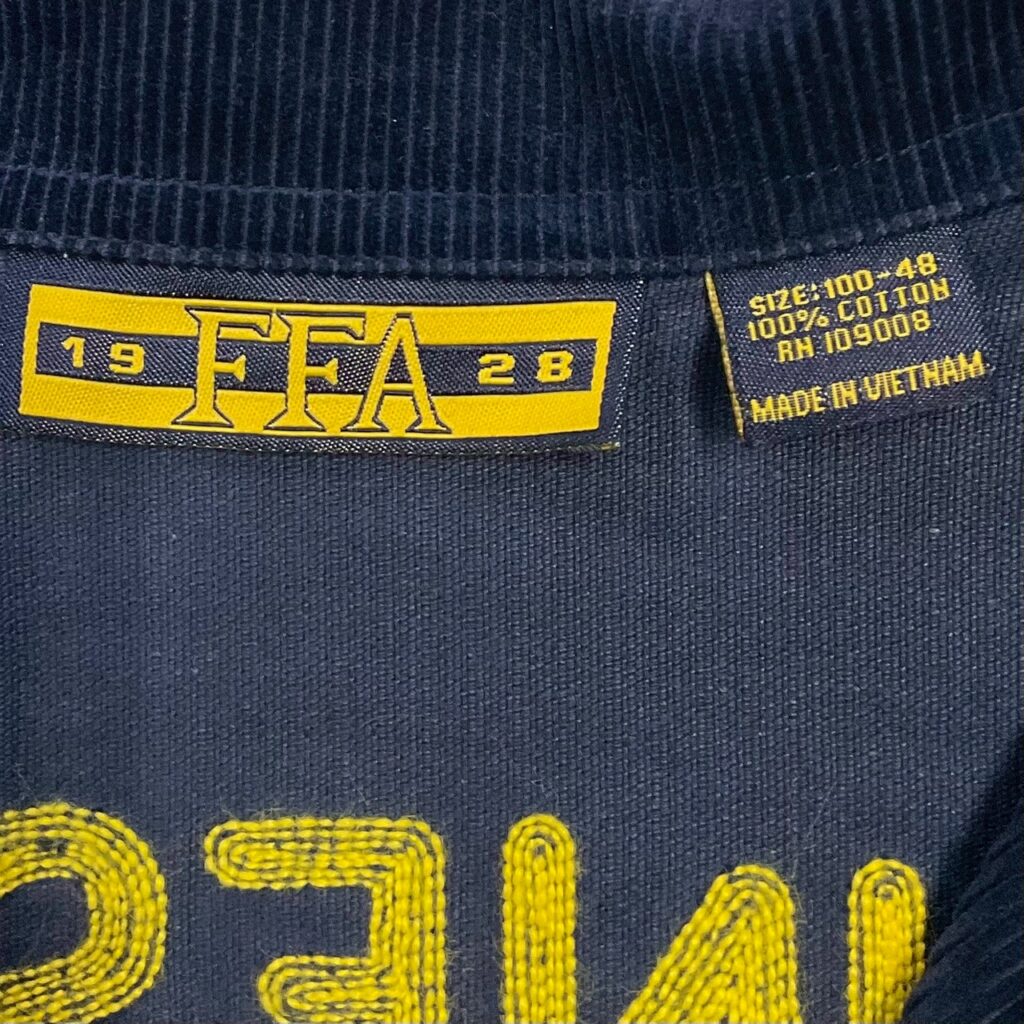 19 FFA 28
SIZE:100-48
100% COTTON
RN 109008
MADE IN VIETNAM